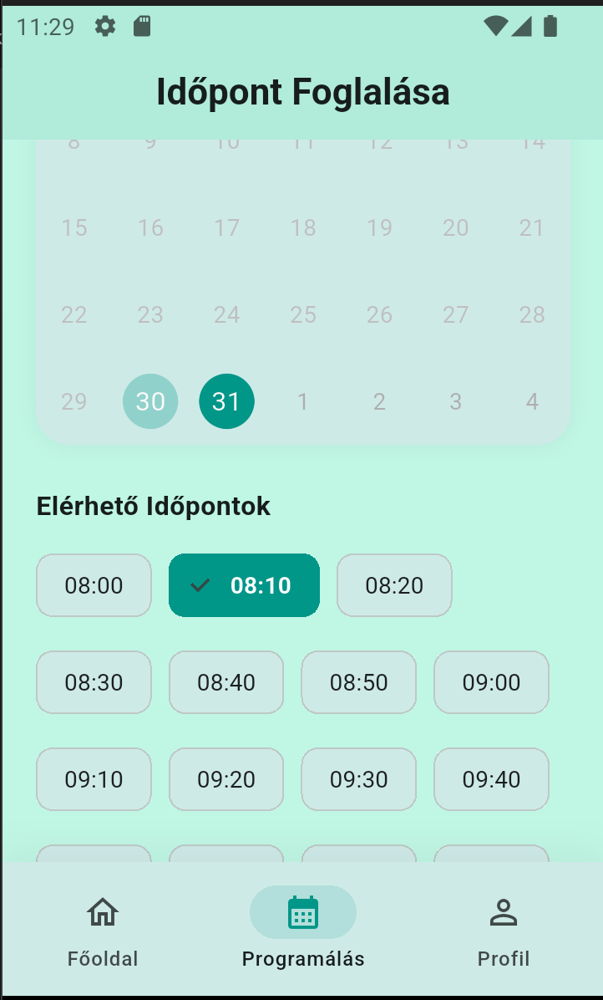 11:29
Időpont Foglalása
8 9 10 11 12 13 14
15 16 17 18 19 20 21
22 23 24 25 26 27 28
29 30 31 1 2 3 4
Elérhető Időpontok
08:00 08:10 08:20
08:30 08:40 08:50 09:00
09:10 09:20 09:30 09:40
Főoldal Programálás Profil